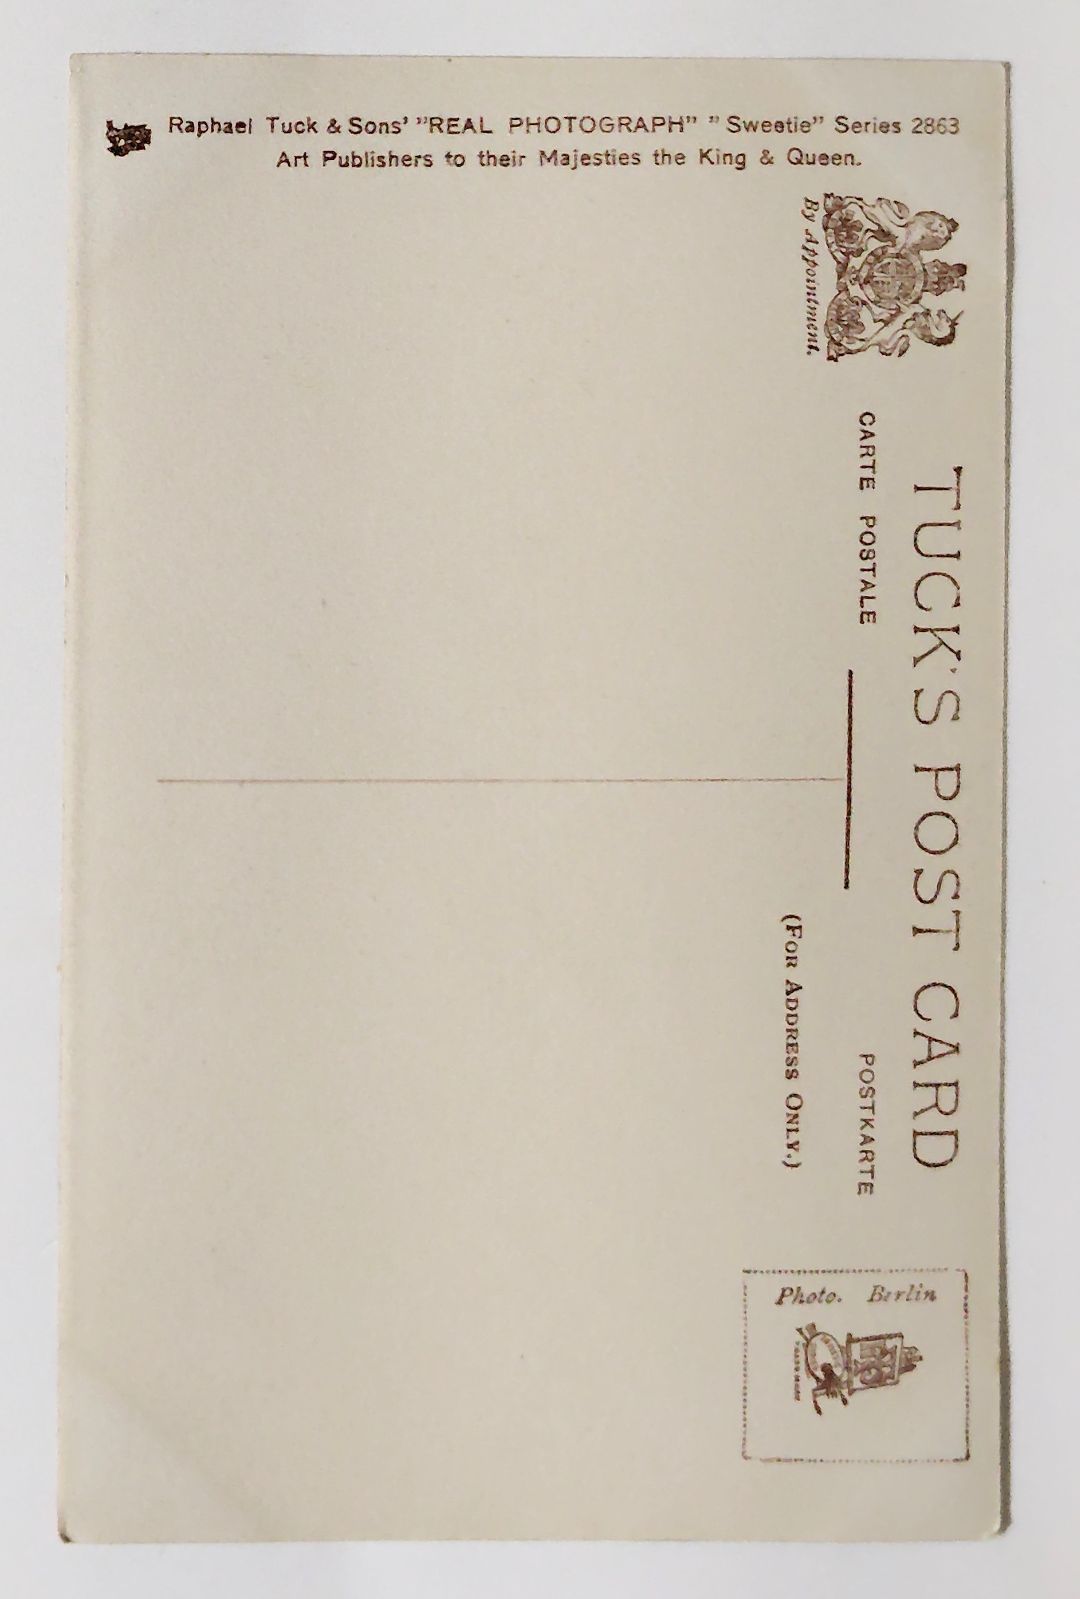 Raphael Tuck & Sons' "REAL PHOTOGRAPH" "Sweetie" Series 2863
Art Publishers to their Majesties the King & Queen.
By Appointment.
TUCK'S POST CARD
CARTE POSTALE
POSTKARTE
(FOR ADDRESS ONLY.)
Photo. Berlin